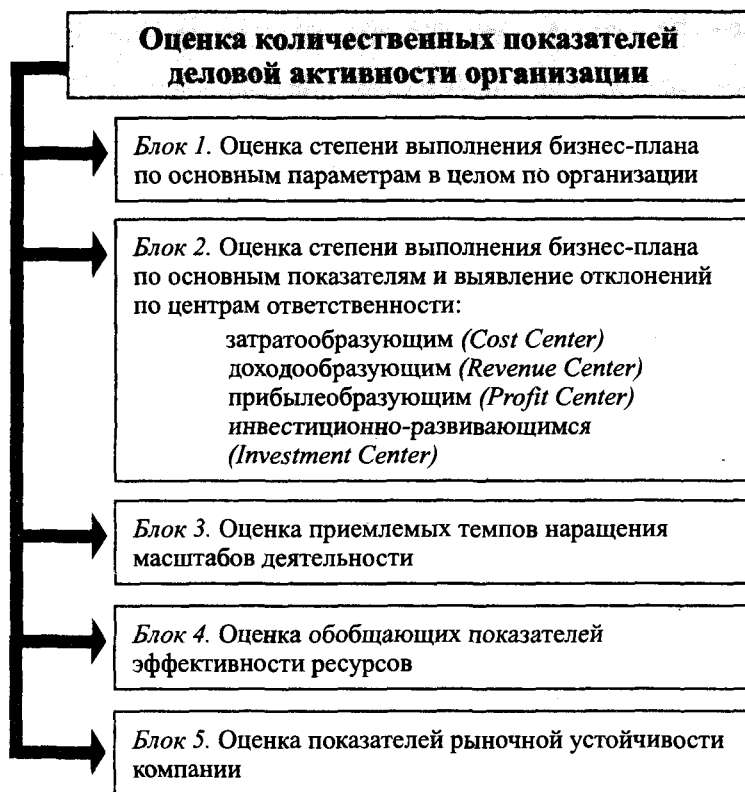 Оценка количественных показателей
деловой активности организации
Блок 1. Оценка степени выполнения бизнес-плана
по основным параметрам в целом по организации
Блок 2. Оценка степени выполнения бизнес-плана
по основным показателям и выявление отклонений
по центрам ответственности:
затратообразующим (Cost Center)
доходообразующим (Revenue Center)
прибылеобразующим (Profit Center)
инвестиционно-развивающимся
(Investment Center)
Блок 3. Оценка приемлемых темпов наращения
масштабов деятельности
Блок 4. Оценка обобщающих показателей
эффективности ресурсов
Блок 5. Оценка показателей рыночной устойчивости
компании